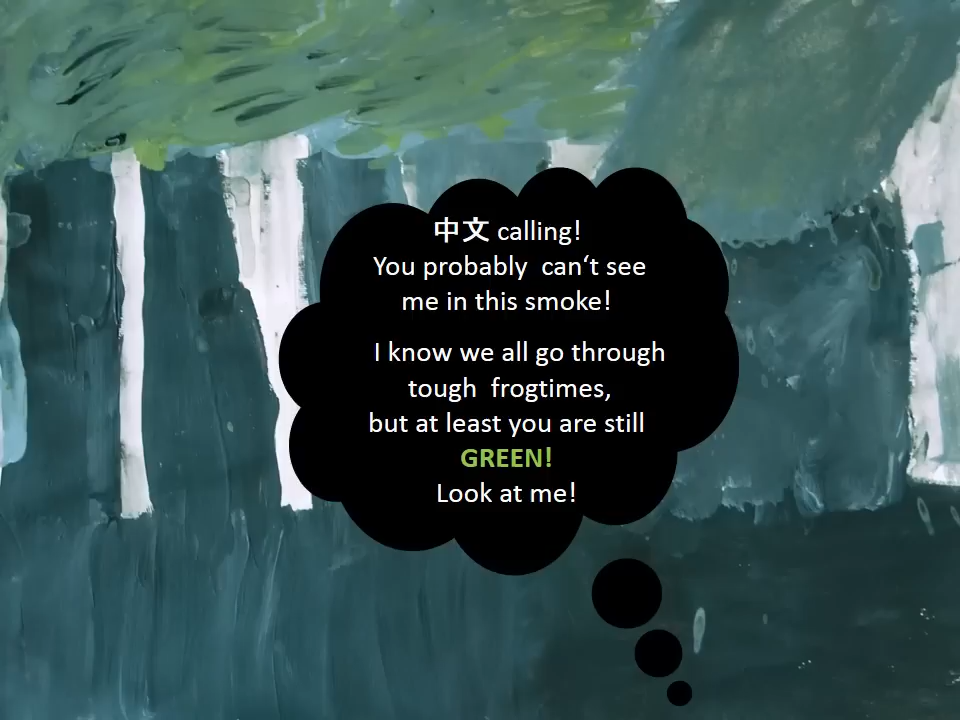 中文 calling!
You probably can‘t see
me in this smoke!
I know we all go through
tough frogtimes,
but at least you are still
GREEN!
Look at me!